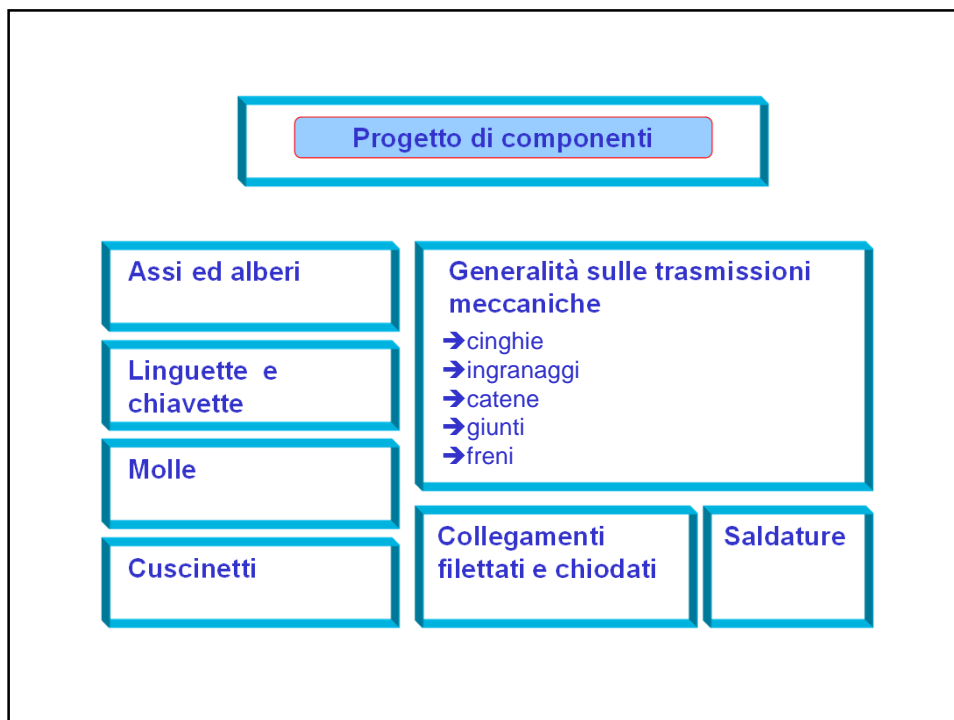 Progetto di componenti
Assi ed alberi
Linguette e
chiavette
Molle
Cuscinetti
Generalità sulle trasmissioni
meccaniche
➔cinghie
➔ingranaggi
➔catene
➔giunti
➔freni
Collegamenti
filettati e chiodati
Saldature